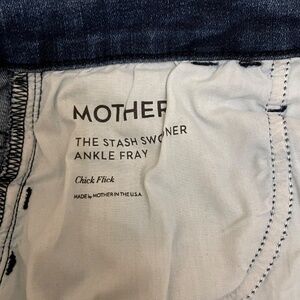 MOTHER
THE STASH SWOONER
ANKLE FRAY
Chick Flick
MADE by MOTHER IN THE U.S.A.